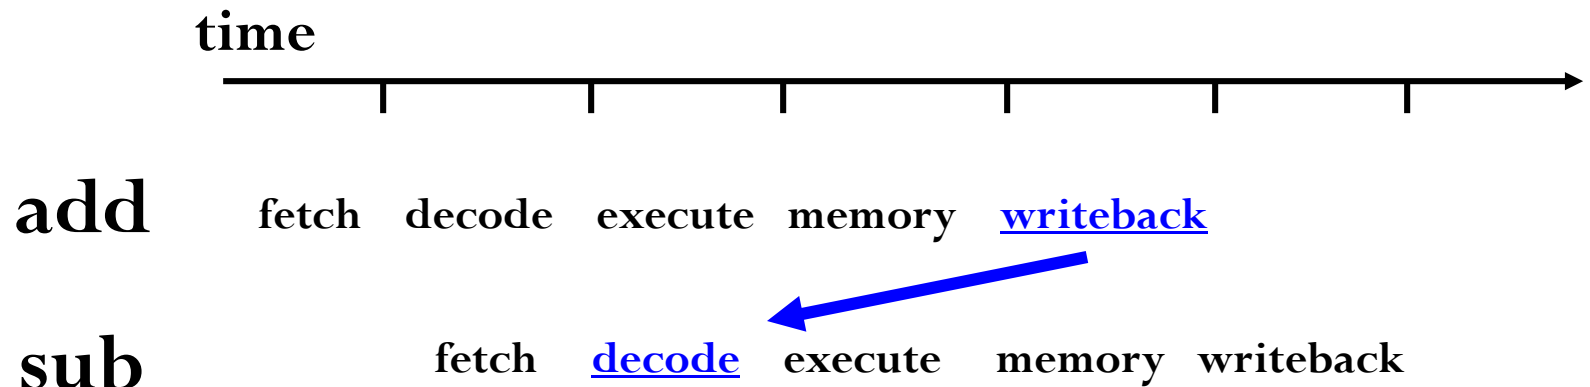 time
add fetch decode execute memory writeback
sub fetch decode execute memory writeback